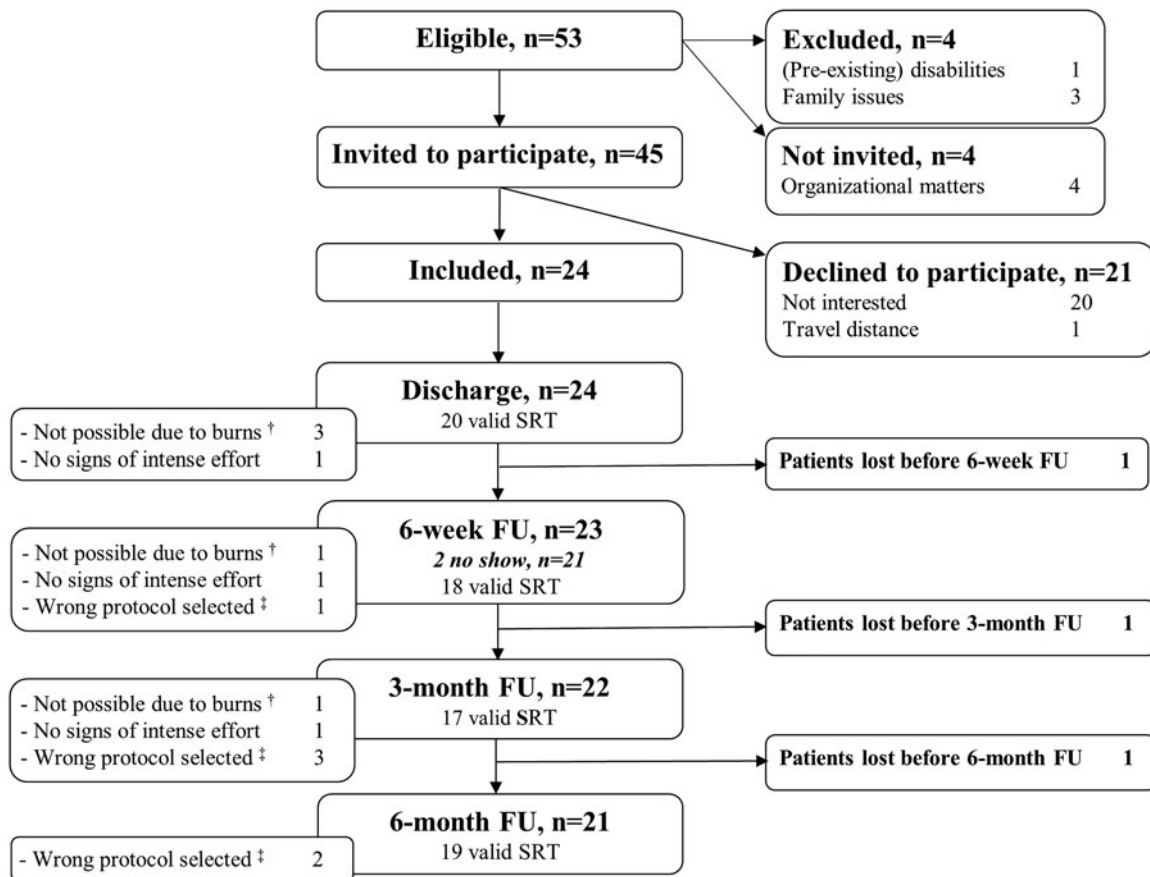 Eligible, n=53
Excluded, n=4
(Pre-existing) disabilities 1
Family issues 3
Invited to participate, n=45
Not invited, n=4
Organizational matters 4
Included, n=24
Declined to participate, n=21
Not interested 20
Travel distance 1
Discharge, n=24
20 valid SRT
- Not possible due to burns † 3
- No signs of intense effort 1
Patients lost before 6-week FU 1
6-week FU, n=23
2 no show, n=21
18 valid SRT
- Not possible due to burns † 1
- No signs of intense effort 1
- Wrong protocol selected ‡ 1
Patients lost before 3-month FU 1
3-month FU, n=22
17 valid SRT
- Not possible due to burns † 1
- No signs of intense effort 1
- Wrong protocol selected ‡ 3
Patients lost before 6-month FU 1
6-month FU, n=21
19 valid SRT
- Wrong protocol selected ‡ 2